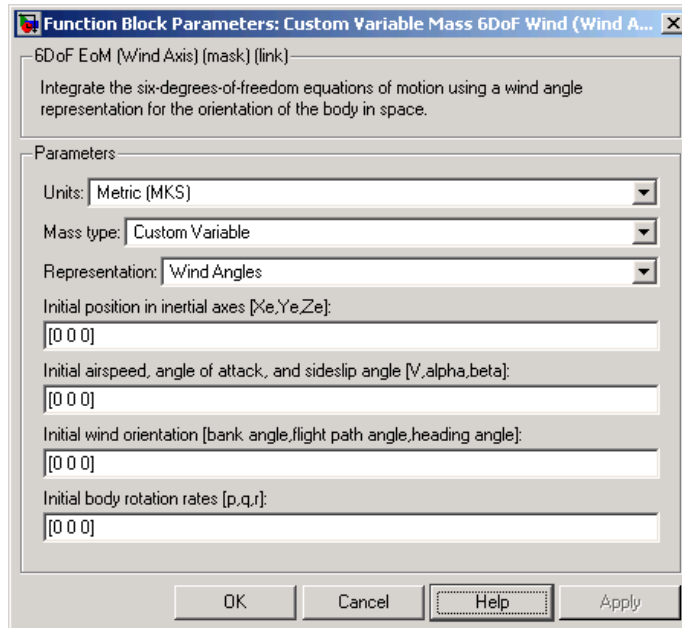 Function Block Parameters: Custom Variable Mass 6DoF Wind (Wind A...
6DoF EoM (Wind Axis) (mask) (link)
Integrate the six-degrees-of-freedom equations of motion using a wind angle
representation for the orientation of the body in space.
Parameters
Units: Metric (MKS)
Mass type: Custom Variable
Representation: Wind Angles
Initial position in inertial axes [Xe,Ye,Ze]:
[0 0 0]
Initial airspeed, angle of attack, and sideslip angle [V,alpha,beta]:
[0 0 0]
Initial wind orientation [bank angle,flight path angle,heading angle]:
[0 0 0]
Initial body rotation rates [p,q,r]:
[0 0 0]
OK Cancel Help Apply